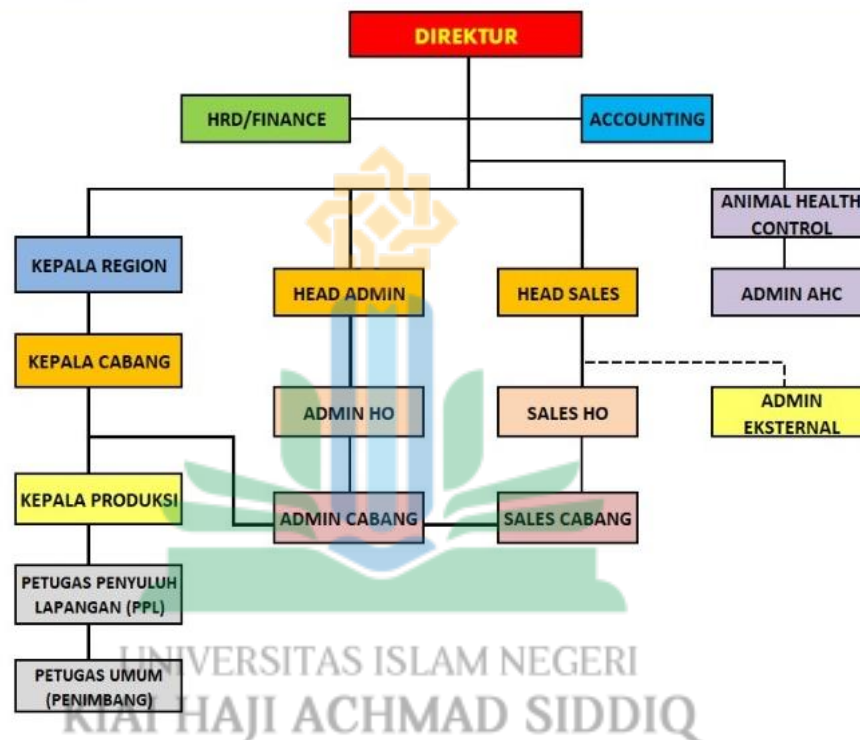 DIREKTUR
HRD/FINANCE
ACCOUNTING
ANIMAL HEALTH
CONTROL
KEPALA REGION
HEAD ADMIN
HEAD SALES
ADMIN AHC
KEPALA CABANG
ADMIN HO
SALES HO
ADMIN
EKSTERNAL
KEPALA PRODUKSI
ADMIN CABANG
SALES CABANG
PETUGAS PENYULUH
LAPANGAN (PPL)
PETUGAS UMUM
(PENIMBANG)
UNIVERSITAS ISLAM NEGERI
KIAI HAJI ACHMAD SIDDIQ